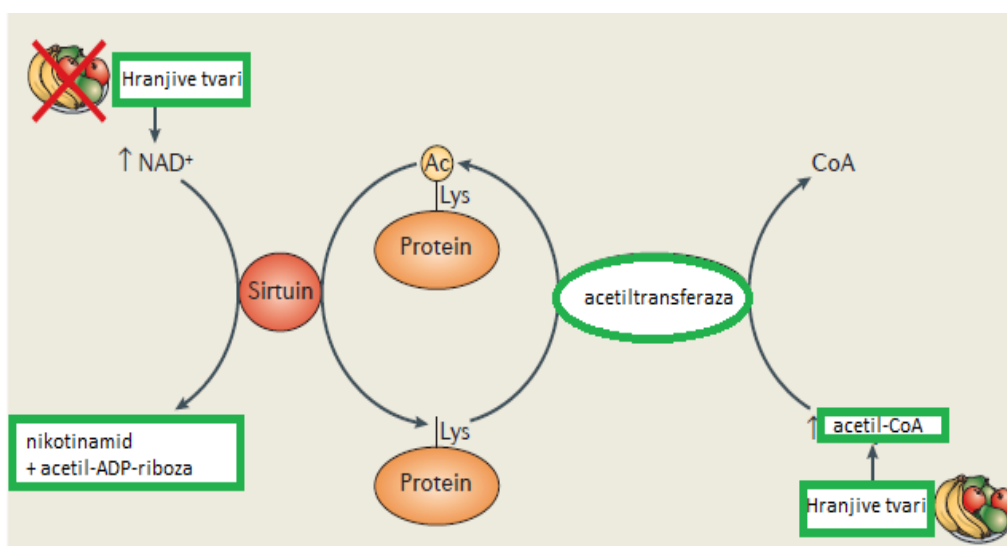 Hranjive tvari
↑ NAD⁺
Ac
Lys
Protein
CoA
Sirtuin
acetiltransferaza
nikotinamid
+ acetil-ADP-riboza
Lys
Protein
↑ acetil-CoA
Hranjive tvari